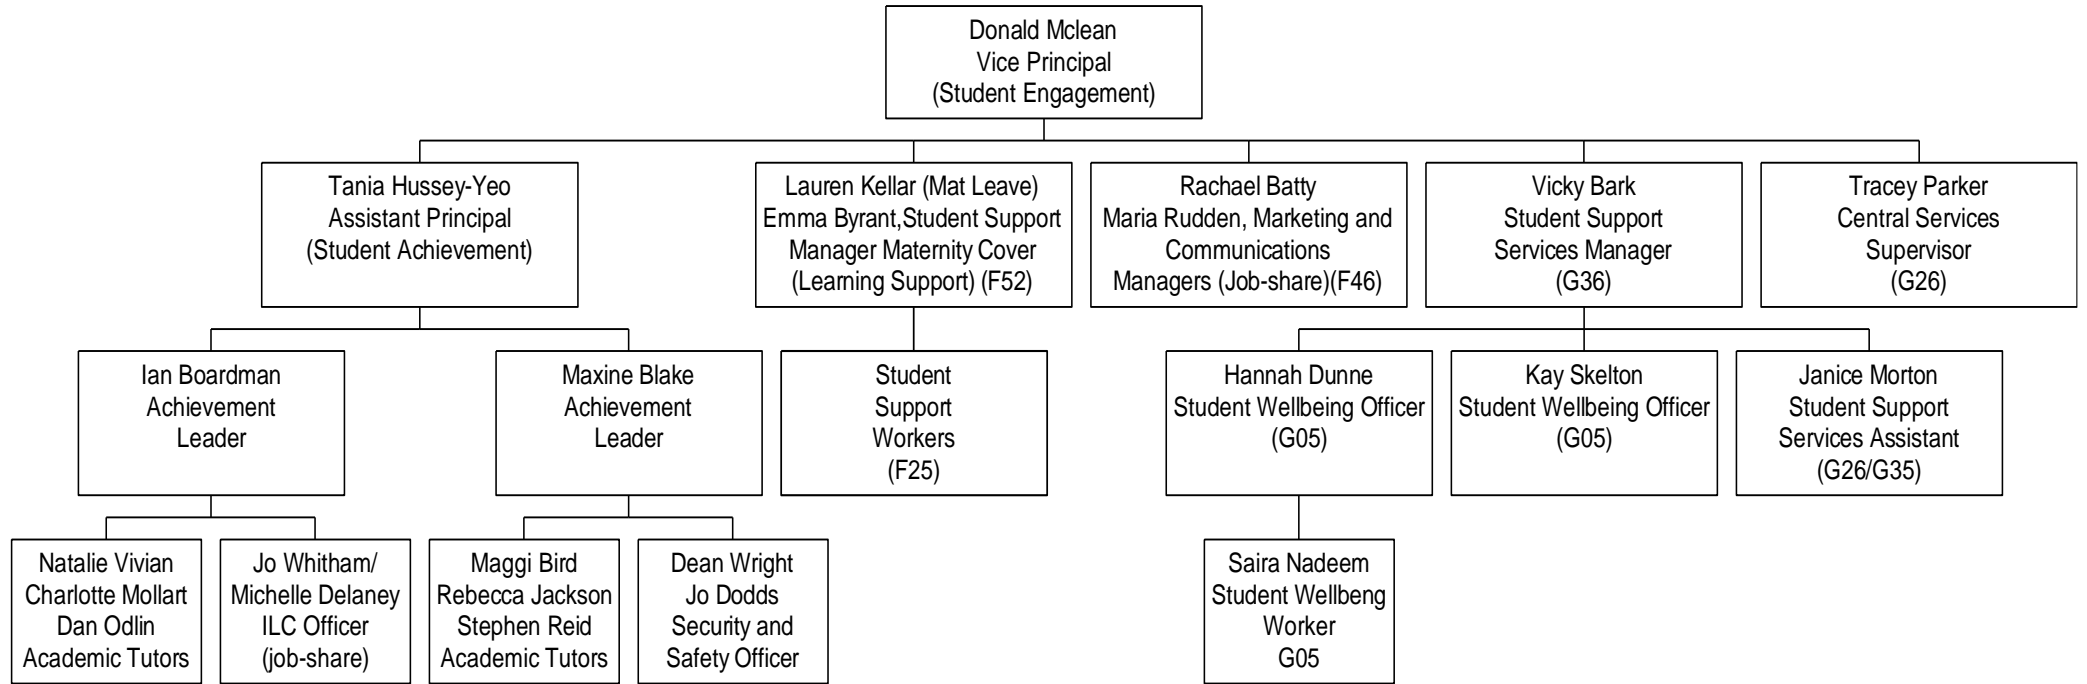 Donald Mclean
Vice Principal
(Student Engagement)
Tania Hussey-Yeo
Assistant Principal
(Student Achievement)
Lauren Kellar (Mat Leave)
Emma Byrant,Student Support
Manager Maternity Cover
(Learning Support) (F52)
Rachael Batty
Maria Rudden, Marketing and
Communications
Managers (Job-share)(F46)
Vicky Bark
Student Support
Services Manager
(G36)
Tracey Parker
Central Services
Supervisor
(G26)
Ian Boardman
Achievement
Leader
Maxine Blake
Achievement
Leader
Student
Support
Workers
(F25)
Hannah Dunne
Student Wellbeing Officer
(G05)
Kay Skelton
Student Wellbeing Officer
(G05)
Janice Morton
Student Support
Services Assistant
(G26/G35)
Natalie Vivian
Charlotte Mollart
Dan Odlin
Academic Tutors
Jo Whitham/
Michelle Delaney
ILC Officer
(job-share)
Maggi Bird
Rebecca Jackson
Stephen Reid
Academic Tutors
Dean Wright
Jo Dodds
Security and
Safety Officer
Saira Nadeem
Student Wellbeng
Worker
G05